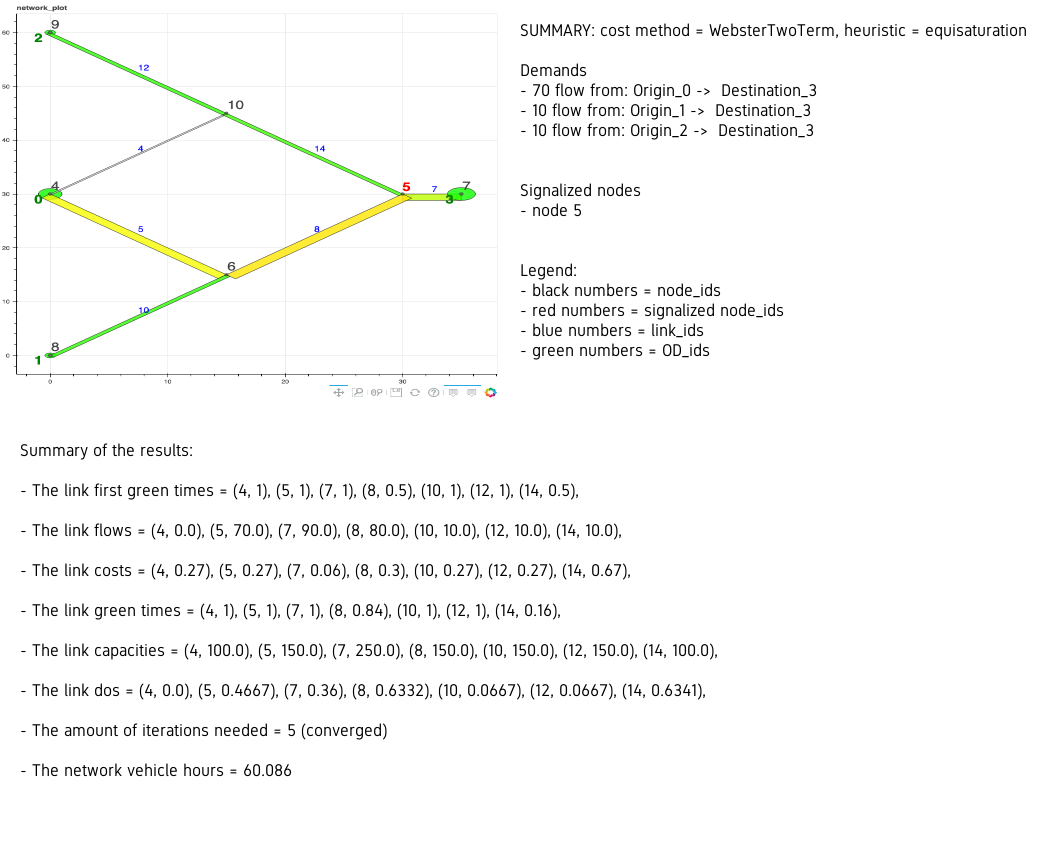 network_plot
SUMMARY: cost method = WebsterTwoTerm, heuristic = equisaturation
Demands
- 70 flow from: Origin_0 -> Destination_3
- 10 flow from: Origin_1 -> Destination_3
- 10 flow from: Origin_2 -> Destination_3
Signalized nodes
- node 5
Legend:
- black numbers = node_ids
- red numbers = signalized node_ids
- blue numbers = link_ids
- green numbers = OD_ids
60
50
40
30
20
10
0
9
2
12
10
4
14
4
0
5
7
7
3
5
8
6
10
8
1
0
10
20
30
Summary of the results:
- The link first green times = (4, 1), (5, 1), (7, 1), (8, 0.5), (10, 1), (12, 1), (14, 0.5),
- The link flows = (4, 0.0), (5, 70.0), (7, 90.0), (8, 80.0), (10, 10.0), (12, 10.0), (14, 10.0),
- The link costs = (4, 0.27), (5, 0.27), (7, 0.06), (8, 0.3), (10, 0.27), (12, 0.27), (14, 0.67),
- The link green times = (4, 1), (5, 1), (7, 1), (8, 0.84), (10, 1), (12, 1), (14, 0.16),
- The link capacities = (4, 100.0), (5, 150.0), (7, 250.0), (8, 150.0), (10, 150.0), (12, 150.0), (14, 100.0),
- The link dos = (4, 0.0), (5, 0.4667), (7, 0.36), (8, 0.6332), (10, 0.0667), (12, 0.0667), (14, 0.6341),
- The amount of iterations needed = 5 (converged)
- The network vehicle hours = 60.086